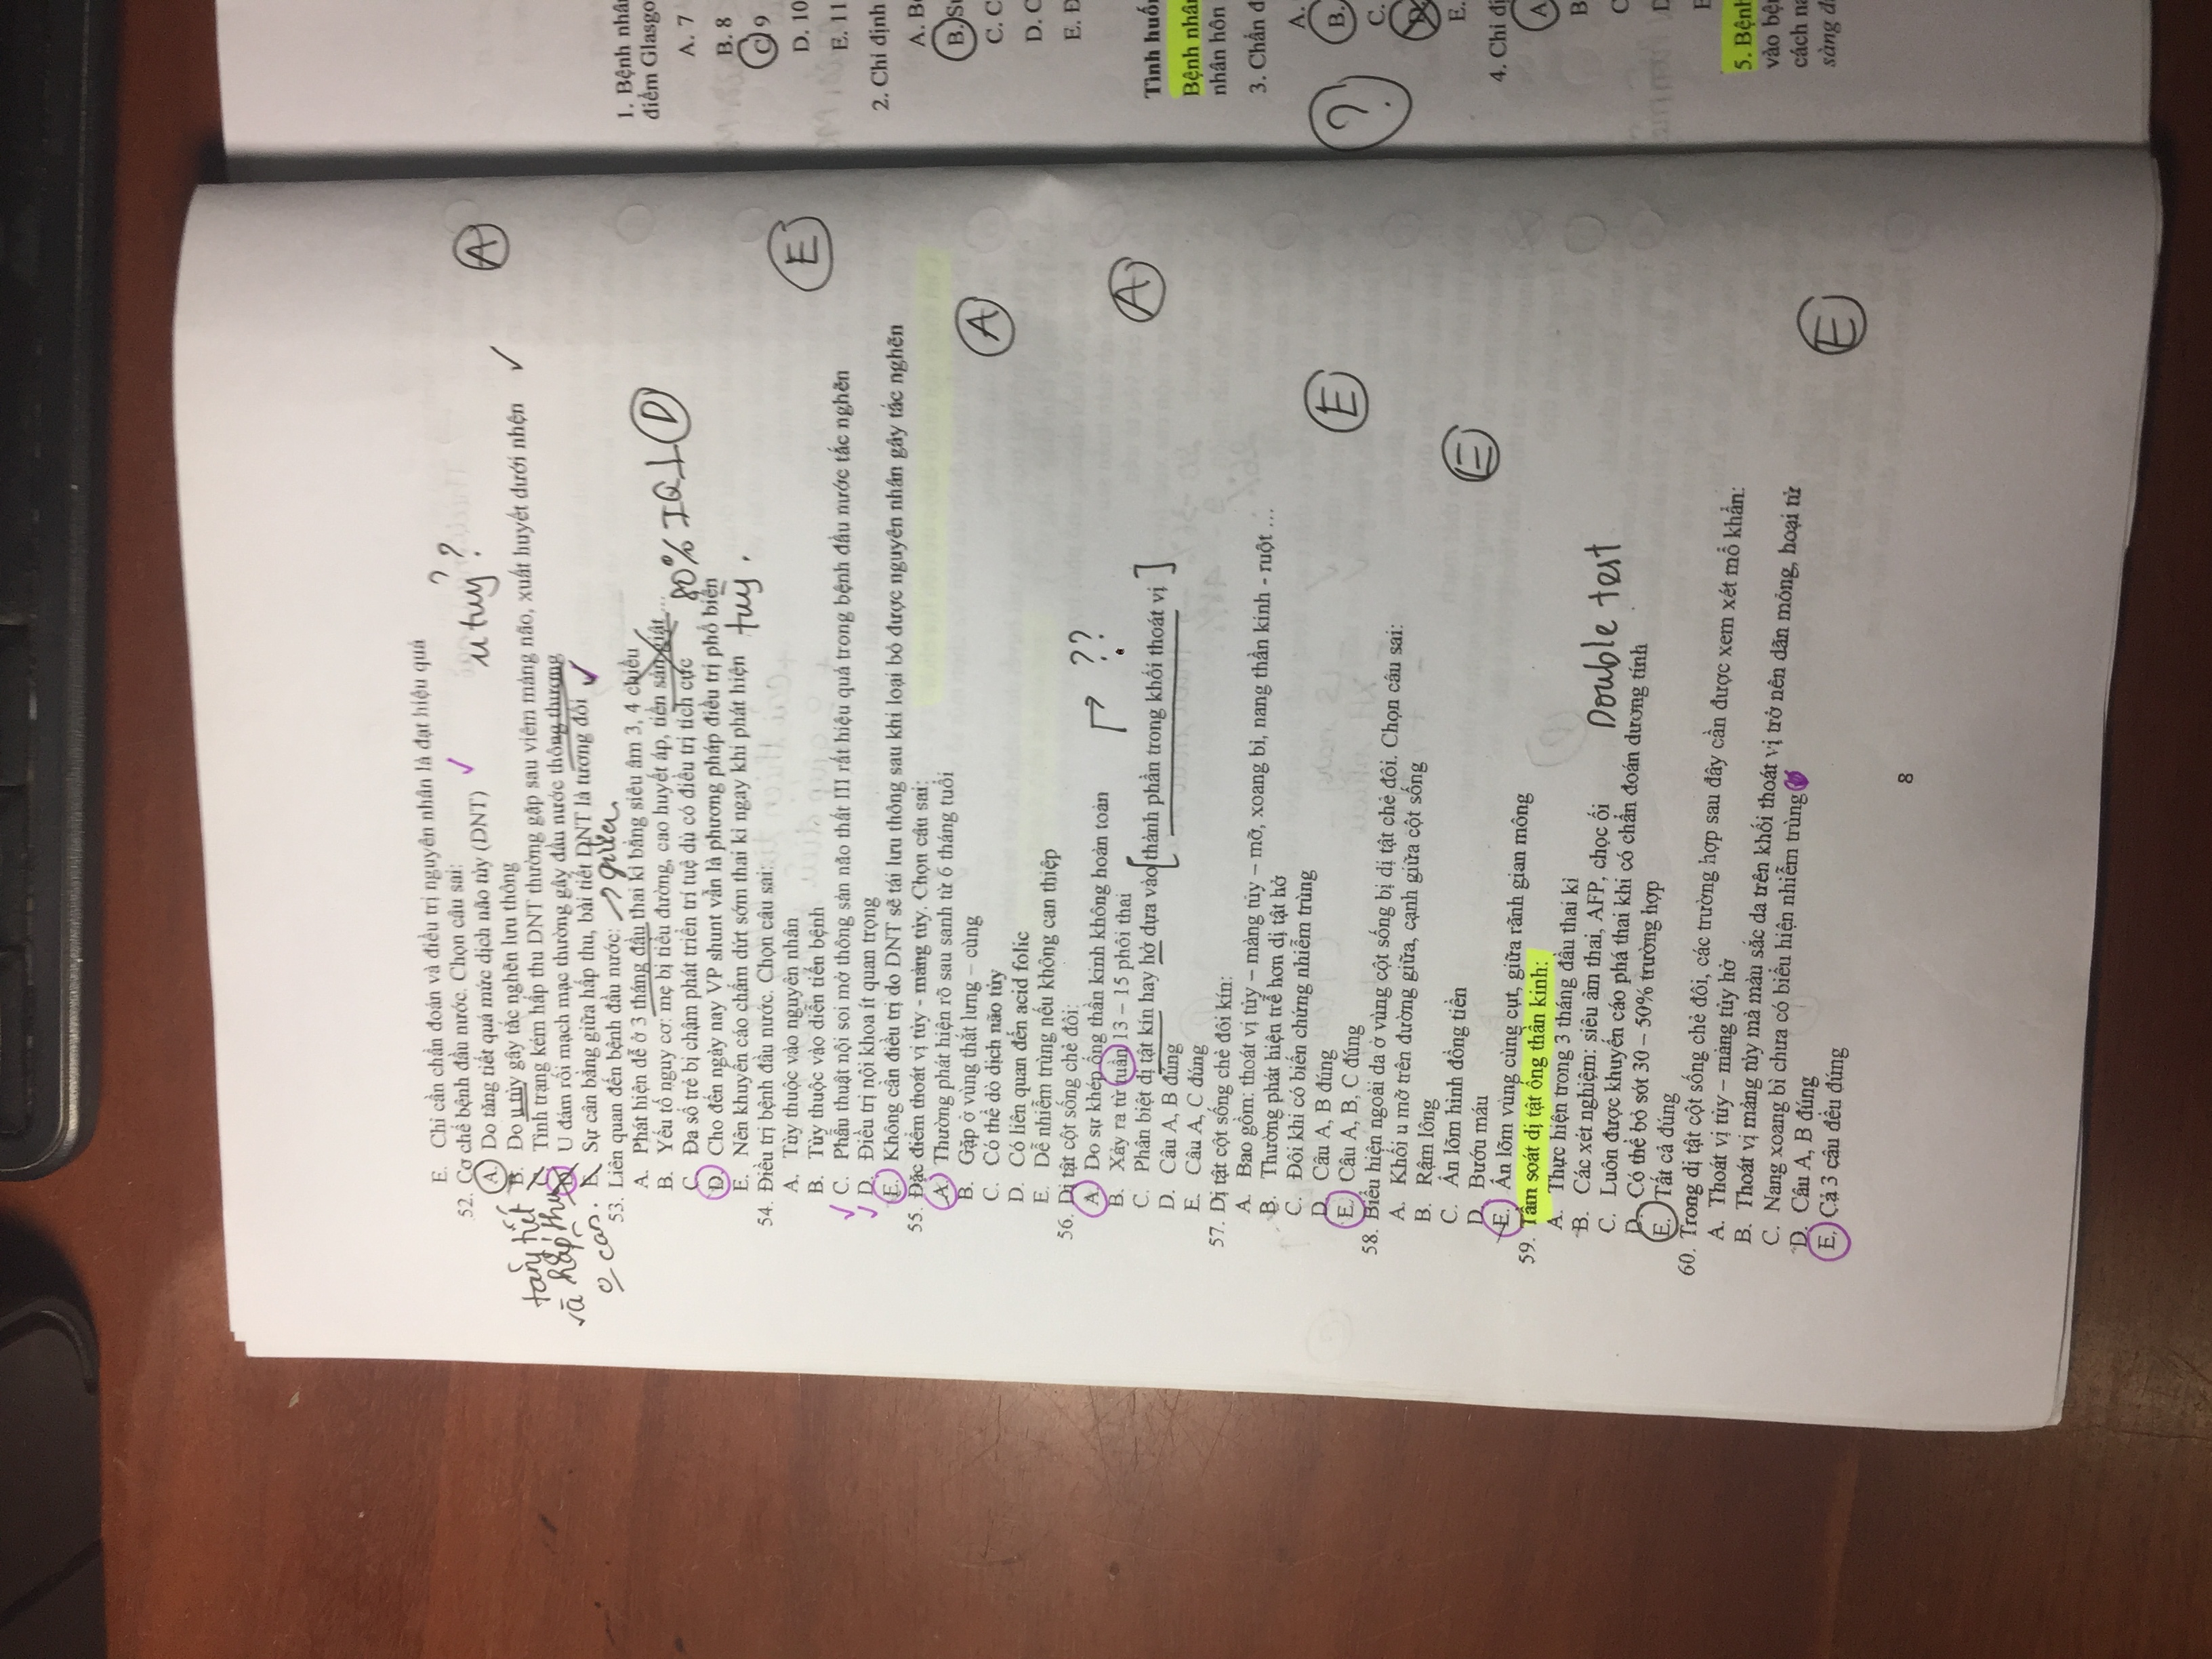 E. Chỉ cần chẩn đoán và điều trị nguyên nhân là đạt hiệu quả
52. Cơ chế bệnh đầu nước. Chọn câu sai:
A. Do tăng tiết quá mức dịch não tủy (DNT)
u tuỷ ? ?
A
B. Do u tủy gây tắc nghẽn lưu thông
C. Tình trạng kém hấp thu DNT thường gặp sau viêm màng não, xuất huyết dưới nhện
D. U đám rối mạch mạc thường gây đầu nước thông thương
E. Sự cân bằng giữa hấp thu, bài tiết DNT là tương đối
tăng tiết
và hấp thu
cân.
53. Liên quan đến bệnh đầu nước:
giữa
A. Phát hiện dễ ở 3 tháng đầu thai kì bằng siêu âm 3, 4 chiều
B. Yếu tố nguy cơ: mẹ bị tiểu đường, cao huyết áp, tiền sản giật ...
C. Đa số trẻ bị chậm phát triển trí tuệ dù có điều trị tích cực
80% IQ ⊥ D
D. Cho đến ngày nay VP shunt vẫn là phương pháp điều trị phổ biến
E. Nên khuyến cáo chấm dứt sớm thai kì ngay khi phát hiện
tuỳ.
54. Điều trị bệnh đầu nước. Chọn câu sai:
E
A. Tùy thuộc vào nguyên nhân
B. Tùy thuộc vào diễn tiến bệnh
C. Phẫu thuật nội soi mở thông sàn não thất III rất hiệu quả trong bệnh đầu nước tắc nghẽn
D. Điều trị nội khoa ít quan trọng
E. Không cần điều trị do DNT sẽ tái lưu thông sau khi loại bỏ được nguyên nhân gây tắc nghẽn
55. Đặc điểm thoát vị tủy - màng tủy. Chọn câu sai:
A. Thường phát hiện rõ sau sanh từ 6 tháng tuổi
B. Gặp ở vùng thắt lưng – cùng
A
C. Có thể dò dịch não tủy
D. Có liên quan đến acid folic
E. Dễ nhiễm trùng nếu không can thiệp
56. Dị tật cột sống chẻ đôi:
??
A. Do sự khép ống thần kinh không hoàn toàn
B. Xảy ra từ tuần 13 – 15 phôi thai
A
C. Phân biệt dị tật kín hay hở dựa vào [thành phần trong khối thoát vị]
D. Câu A, B đúng
E. Câu A, C đúng
57. Dị tật cột sống chẻ đôi kín:
A. Bao gồm: thoát vị tủy – màng tủy – mỡ, xoang bì, nang thần kinh - ruột ...
B. Thường phát hiện trễ hơn dị tật hở
C. Đôi khi có biến chứng nhiễm trùng
D. Câu A, B đúng
E
E. Câu A, B, C đúng
58. Biểu hiện ngoài da ở vùng cột sống bị dị tật chẻ đôi. Chọn câu sai:
A. Khối u mỡ trên đường giữa, cạnh giữa cột sống
B. Rậm lông
C. Ấn lõm hình đồng tiền
E
D. Bướu máu
E. Ấn lõm vùng cùng cụt, giữa rãnh gian mông
59. Tầm soát dị tật ống thần kinh:
A. Thực hiện trong 3 tháng đầu thai kì
B. Các xét nghiệm: siêu âm thai, AFP, chọc ối
Double test
C. Luôn được khuyến cáo phá thai khi có chẩn đoán dương tính
D. Có thể bỏ sót 30 – 50% trường hợp
E. Tất cả đúng
60. Trong dị tật cột sống chẻ đôi, các trường hợp sau đây cần được xem xét mổ khẩn:
A. Thoát vị tủy – màng tủy hở
B. Thoát vị màng tủy mà màu sắc da trên khối thoát vị trở nên dãn mỏng, hoại tử
C. Nang xoang bì chưa có biểu hiện nhiễm trùng
D. Câu A, B đúng
E. Cả 3 câu đều đúng
E
8
1. Bệnh
điểm Glasgo
A. 7
B. 8
C 9
D. 10
E. 11
2. Chỉ định
A.
B.
C. C
D. C
E. Đ
Tình
Bệnh
nhân hôn
3. Chẩn
A.
B.
?
C.
D.
E.
4. Chỉ
A
B
C
D
E
5. Bệnh
vào
cách
sàng